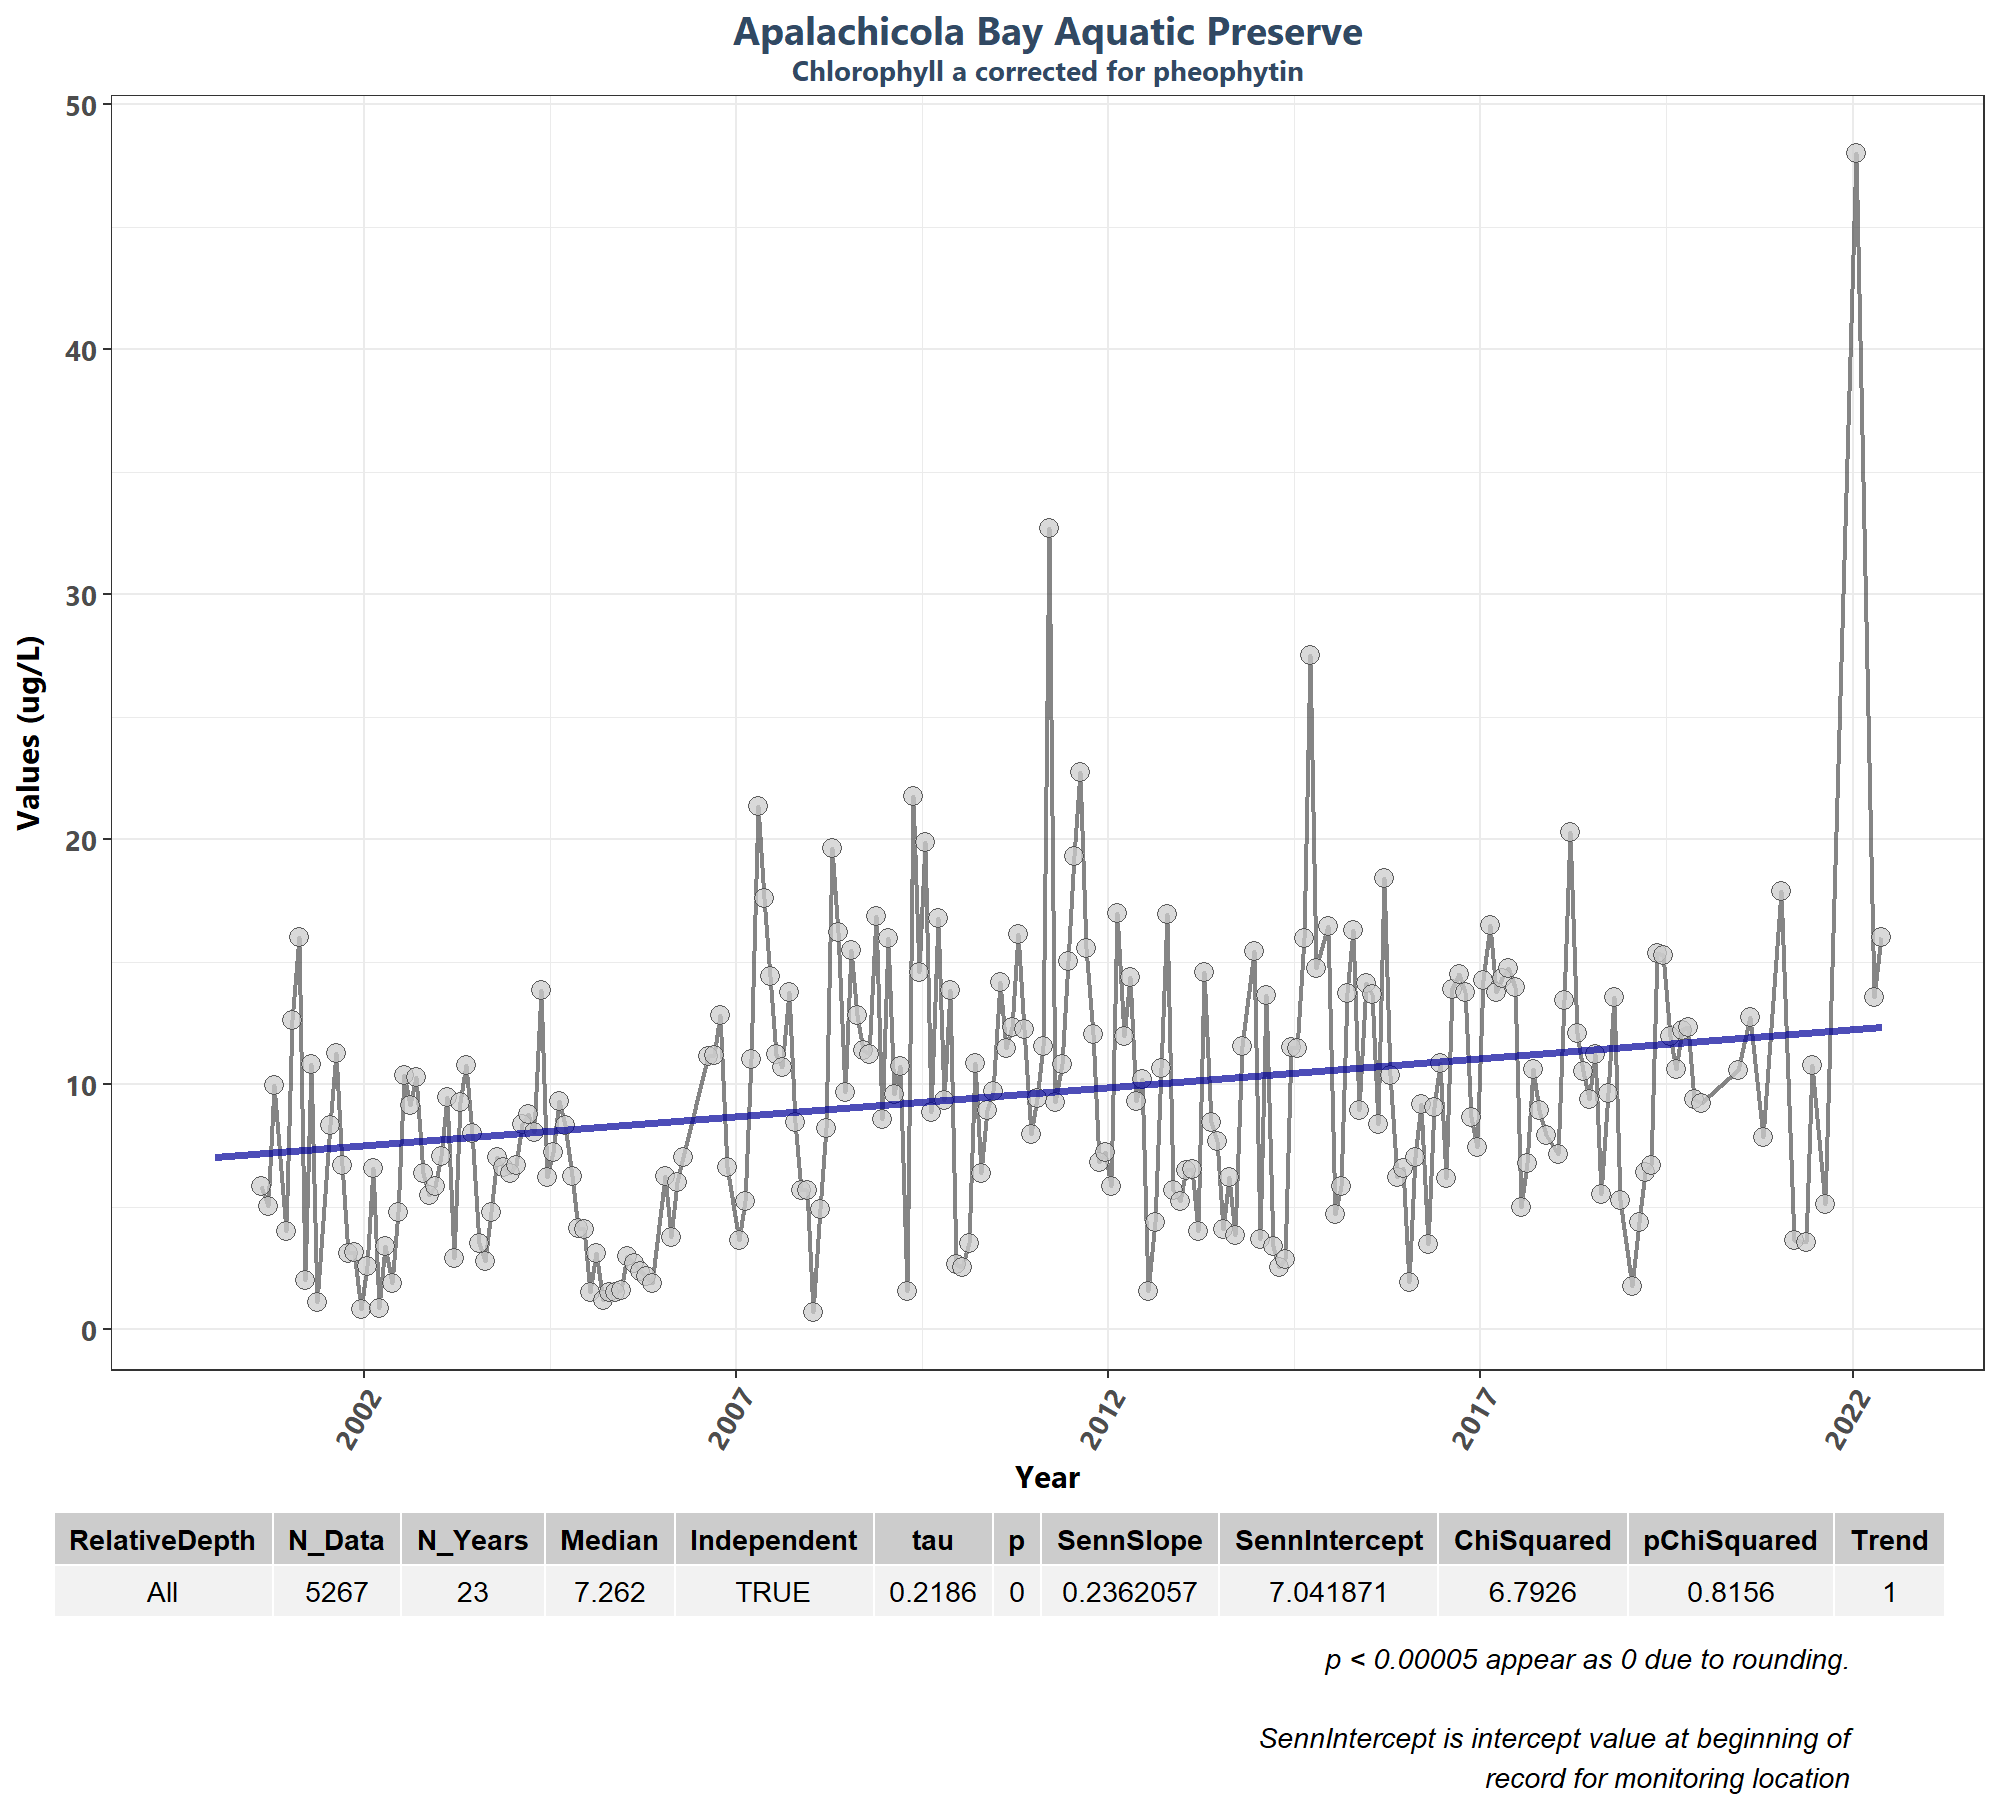 Apalachicola Bay Aquatic Preserve
Chlorophyll a corrected for pheophytin
50
40
30
20
10
0
Values (ug/L)
2002
2007
2012
2017
2022
Year
RelativeDepth N_Data N_Years Median Independent tau p SennSlope SennIntercept ChiSquared pChiSquared Trend
All 5267 23 7.262 TRUE 0.2186 0 0.2362057 7.041871 6.7926 0.8156 1
p < 0.00005 appear as 0 due to rounding.
SennIntercept is intercept value at beginning of
record for monitoring location